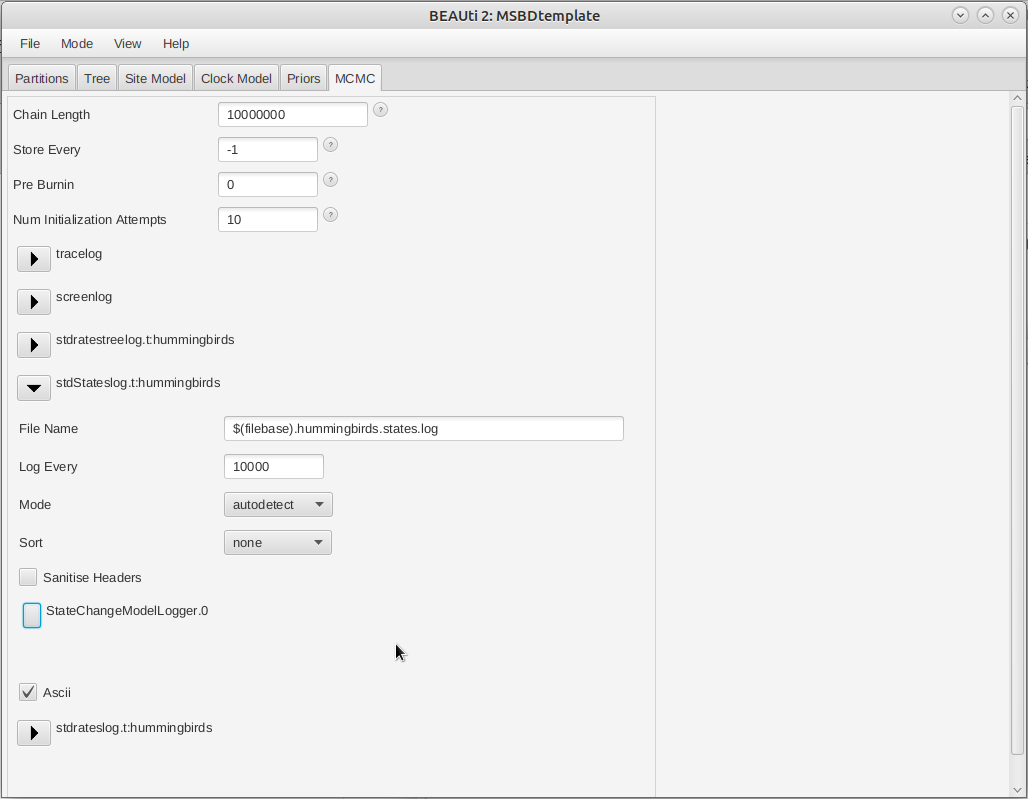 BEAUti 2: MSBDtemplate
File Mode View Help
Partitions Tree Site Model Clock Model Priors MCMC
Chain Length 10000000 ?
Store Every -1 ?
Pre Burnin 0 ?
Num Initialization Attempts 10 ?
tracelog
screenlog
stdratestreelog.t:hummingbirds
stdStateslog.t:hummingbirds
File Name $(filebase).hummingbirds.states.log
Log Every 10000
Mode autodetect
Sort none
Sanitise Headers
StateChangeModelLogger.0
Ascii
stdrateslog.t:hummingbirds